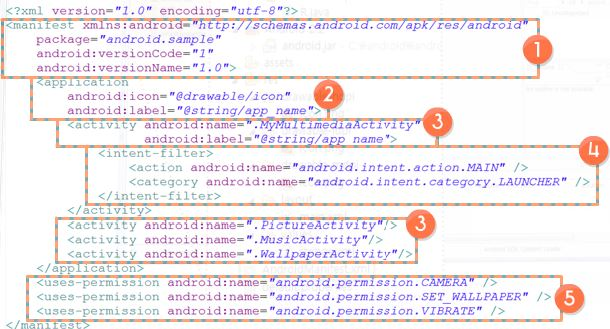 <?xml version="1.0" encoding="utf-8"?>
<manifest xmlns:android="http://schemas.android.com/apk/res/android"
package="android.sample"
android:versionCode="1"
android:versionName="1.0">
1
<application
android:icon="@drawable/icon"
android:label="@string/app_name">
2
<activity android:name=".MyMultimediaActivity"
android:label="@string/app_name">
3
<intent-filter>
<action android:name="android.intent.action.MAIN" />
<category android:name="android.intent.category.LAUNCHER" />
</intent-filter>
4
</activity>
<activity android:name=".PictureActivity"/>
<activity android:name=".MusicActivity"/>
<activity android:name=".WallpaperActivity"/>
3
</application>
<uses-permission android:name="android.permission.CAMERA" />
<uses-permission android:name="android.permission.SET_WALLPAPER" />
<uses-permission android:name="android.permission.VIBRATE" />
5
</manifest>
android.jar
assets